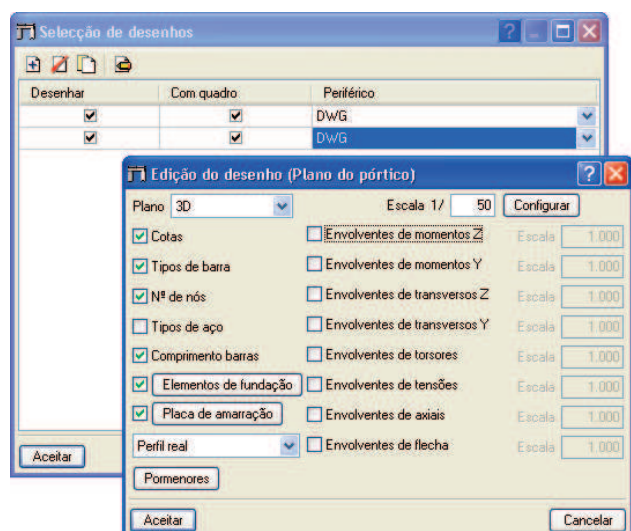 Selecção de desenhos
Desenhar Com quadro Periférico
DWG
DWG
Edição do desenho (Plano do pórtico)
Plano 3D Escala 1/ 50 Configurar
Cotas Envolventes de momentos Z Escala 1.000
Tipos de barra Envolventes de momentos Y Escala 1.000
Nº de nós Envolventes de transversos Z Escala 1.000
Tipos de aço Envolventes de transversos Y Escala 1.000
Comprimento barras Envolventes de torsores Escala 1.000
Elementos de fundação Envolventes de tensões Escala 1.000
Placa de amarração Envolventes de axiais Escala 1.000
Perfil real Envolventes de flecha Escala 1.000
Pormenores
Aceitar Cancelar
Aceitar